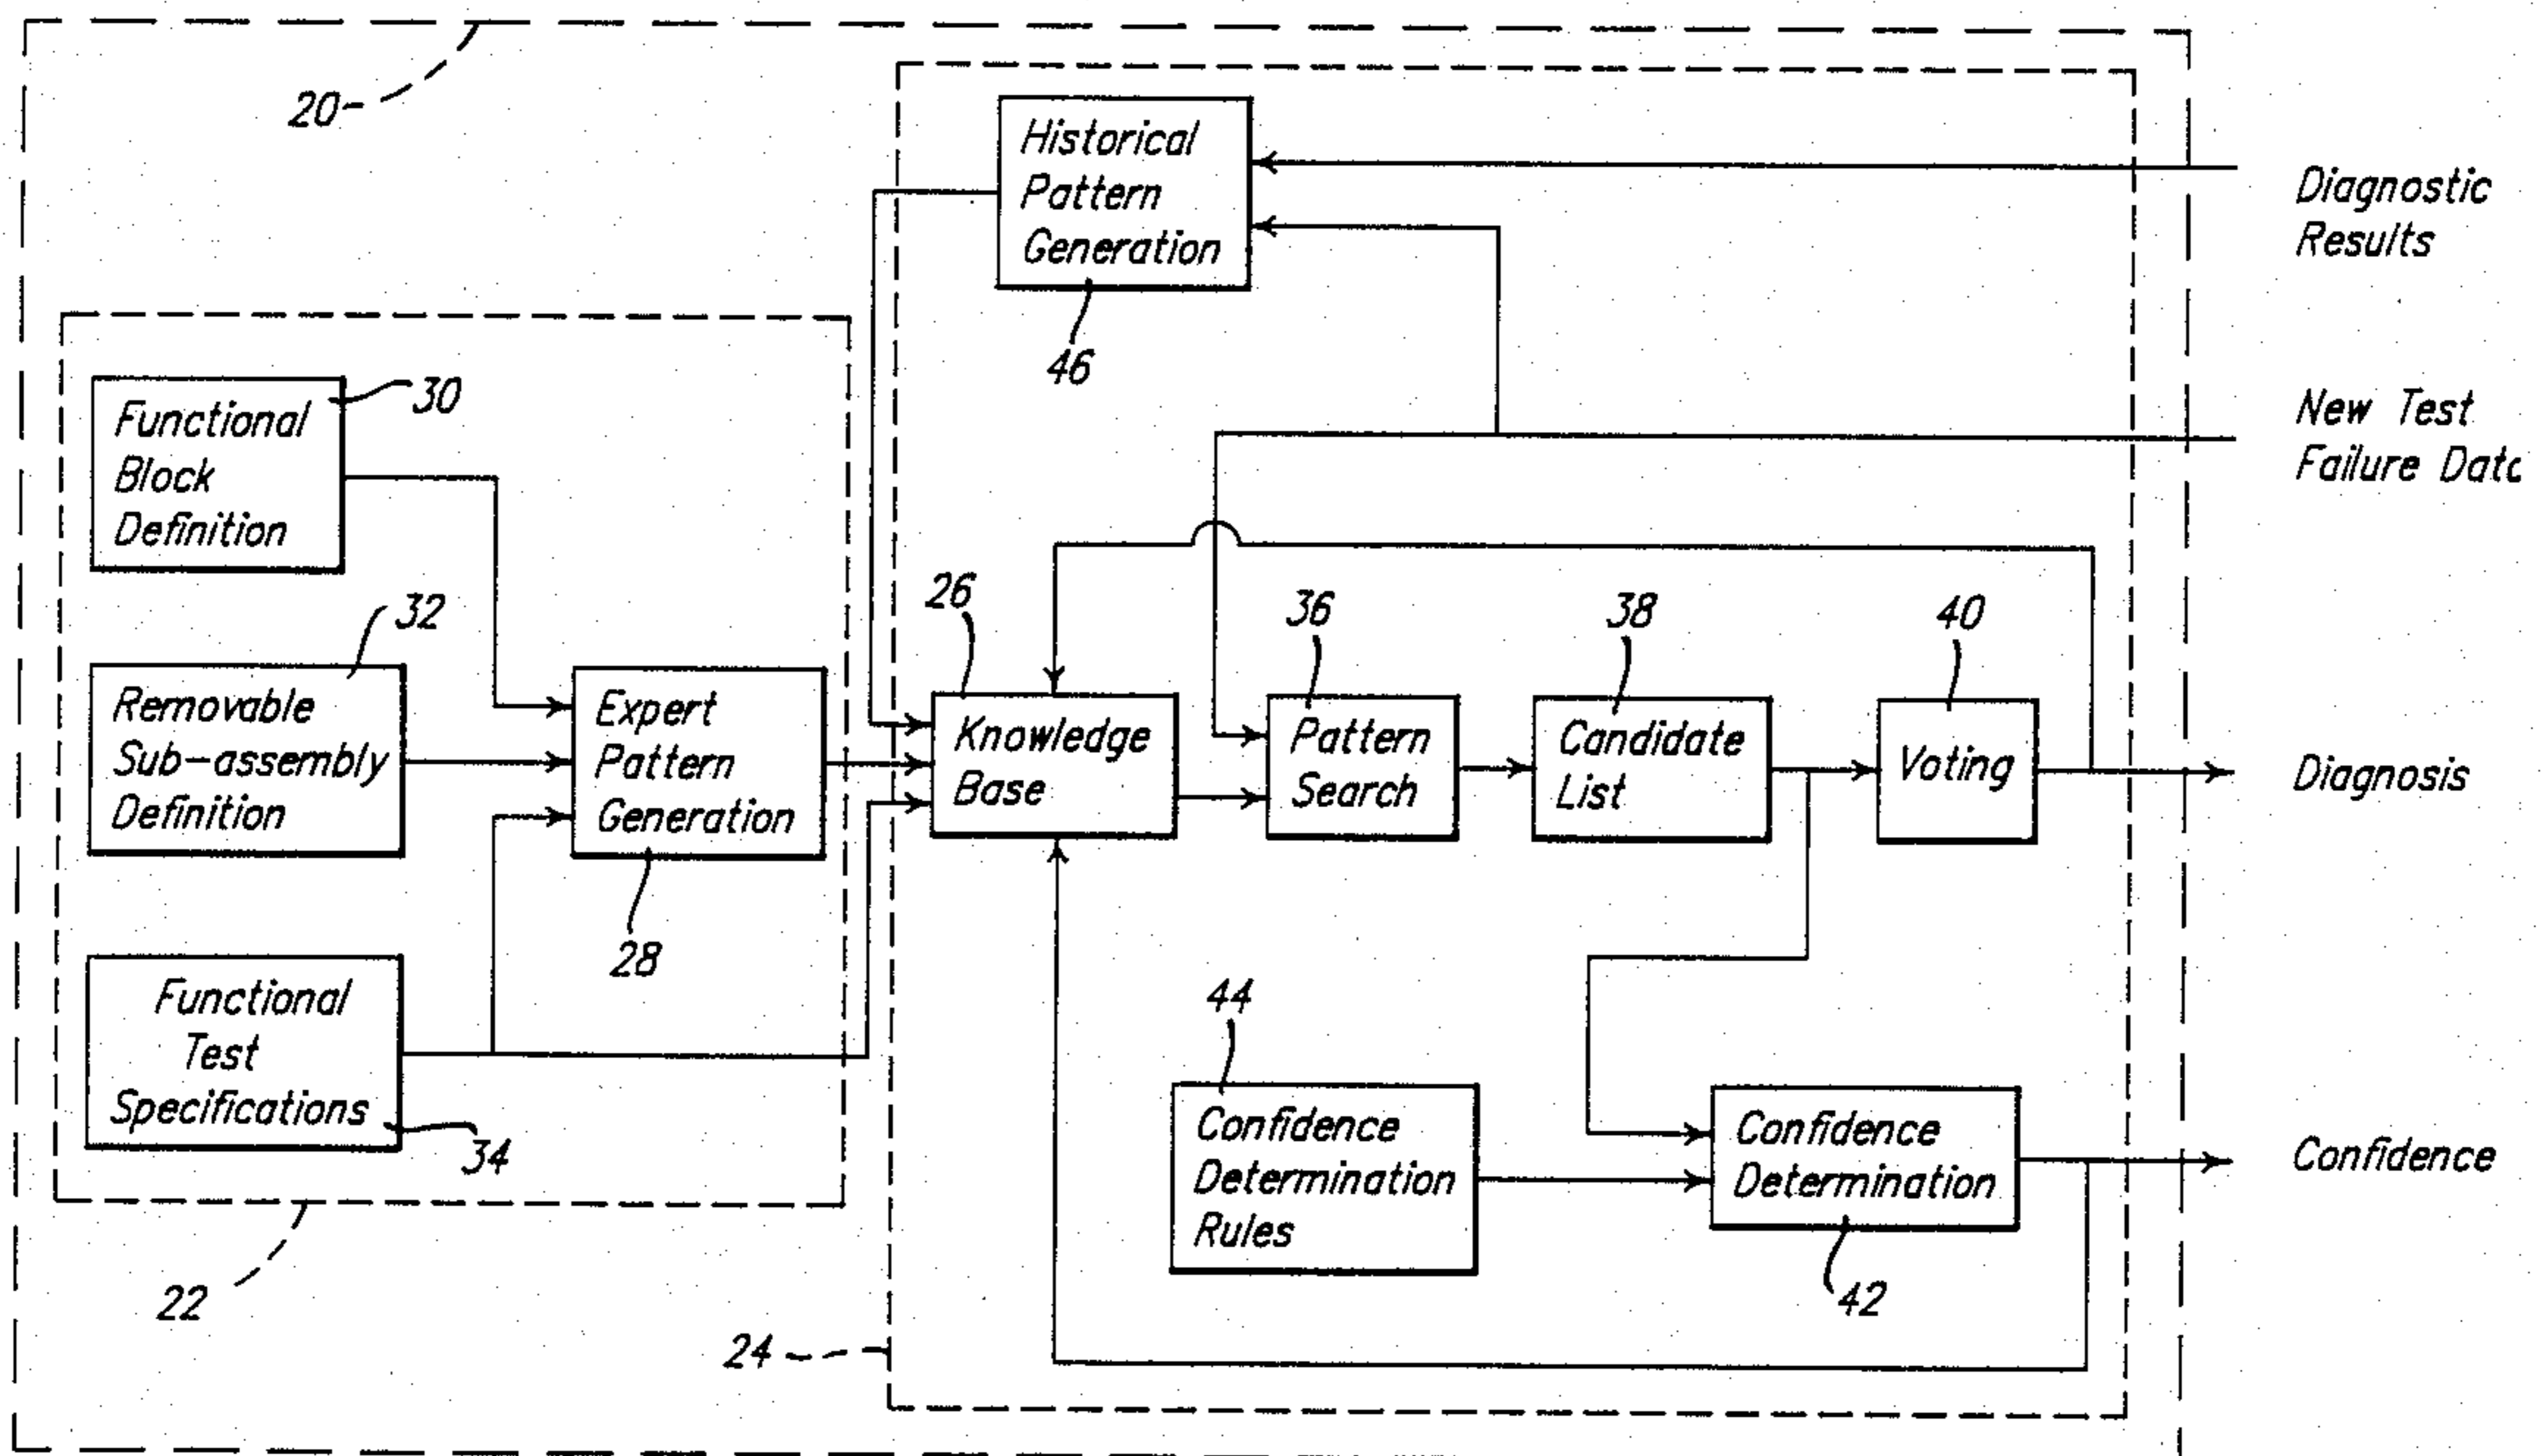 20
Historical
Pattern
Generation
46
Diagnostic
Results
New Test
Failure Data
Functional
Block
Definition
30
Removable
Sub-assembly
Definition
32
Functional
Test
Specifications
34
Expert
Pattern
Generation
28
22
26
Knowledge
Base
36
Pattern
Search
38
Candidate
List
40
Voting
Diagnosis
44
Confidence
Determination
Rules
Confidence
Determination
42
Confidence
24